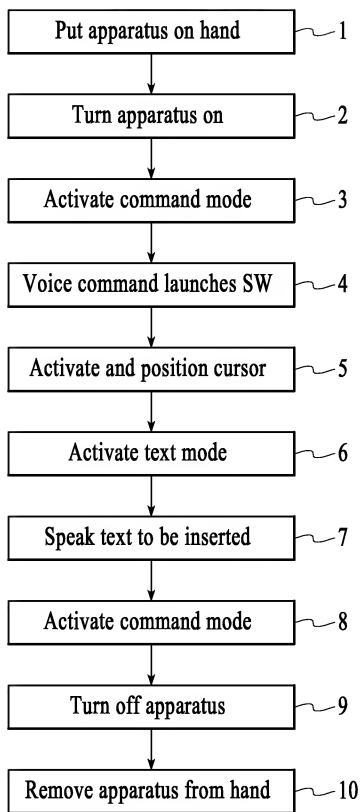 Put apparatus on hand 1
Turn apparatus on 2
Activate command mode 3
Voice command launches SW 4
Activate and position cursor 5
Activate text mode 6
Speak text to be inserted 7
Activate command mode 8
Turn off apparatus 9
Remove apparatus from hand 10